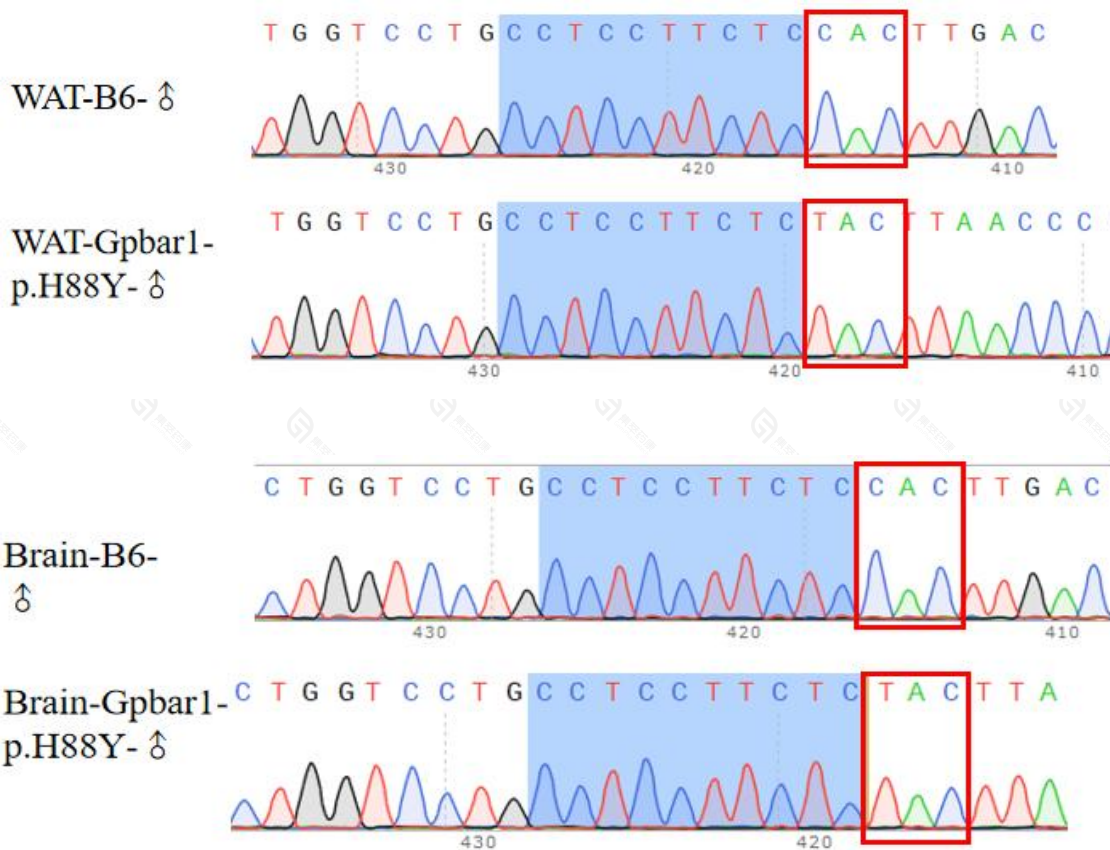 T G G T C C T G C C T C C T T C T C C A C T T G A C
WAT-B6- ♂
430 420 410
T G G T C C T G C C T C C T T C T C T A C T T A A C C C
WAT-Gpbar1-
p.H88Y- ♂
430 420 410
C T G G T C C T G C C T C C T T C T C C A C T T G A C
Brain-B6-
♂
430 420 410
C T G G T C C T G C C T C C T T C T C T A C T T A
Brain-Gpbar1-
p.H88Y- ♂
430 420